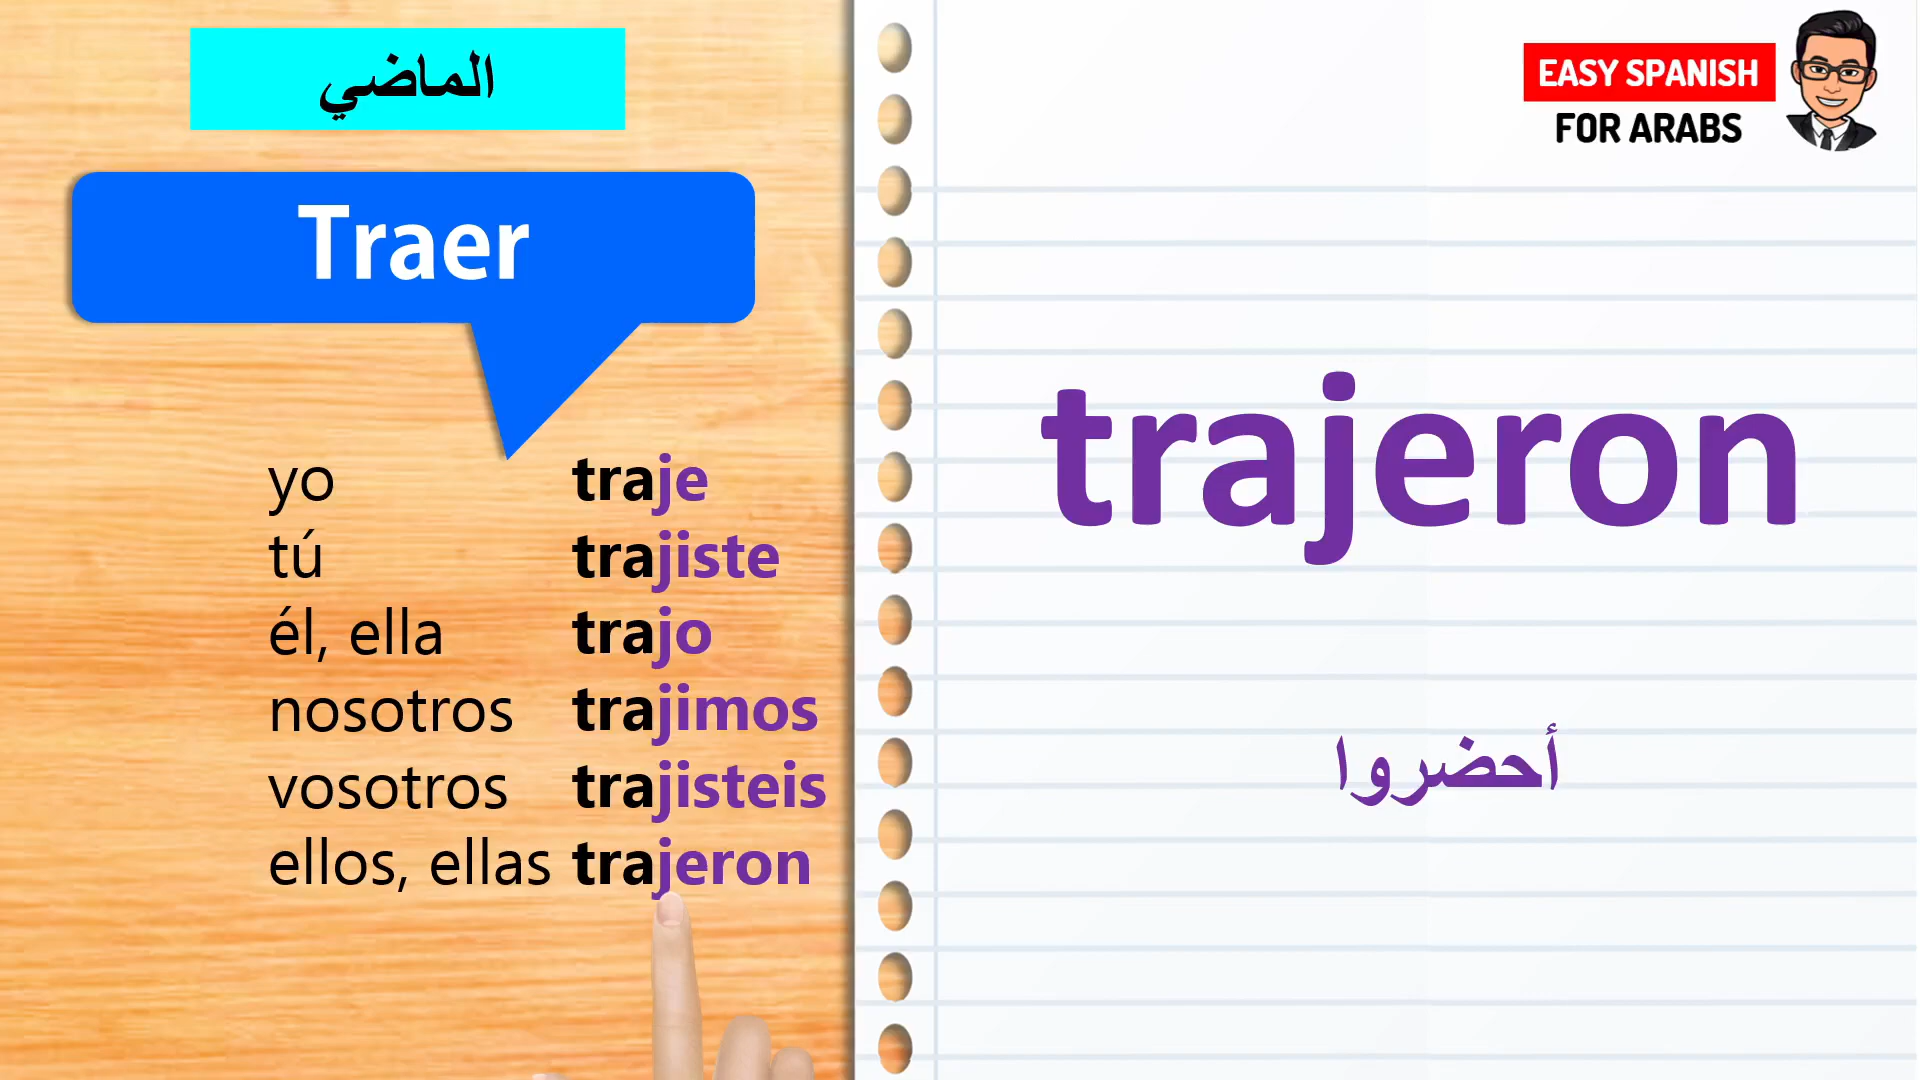 الماضي
Traer
yo traje
tú trajiste
él, ella trajo
nosotros trajimos
vosotros trajisteis
ellos, ellas trajeron
EASY SPANISH
FOR ARABS
trajeron
أحضروا